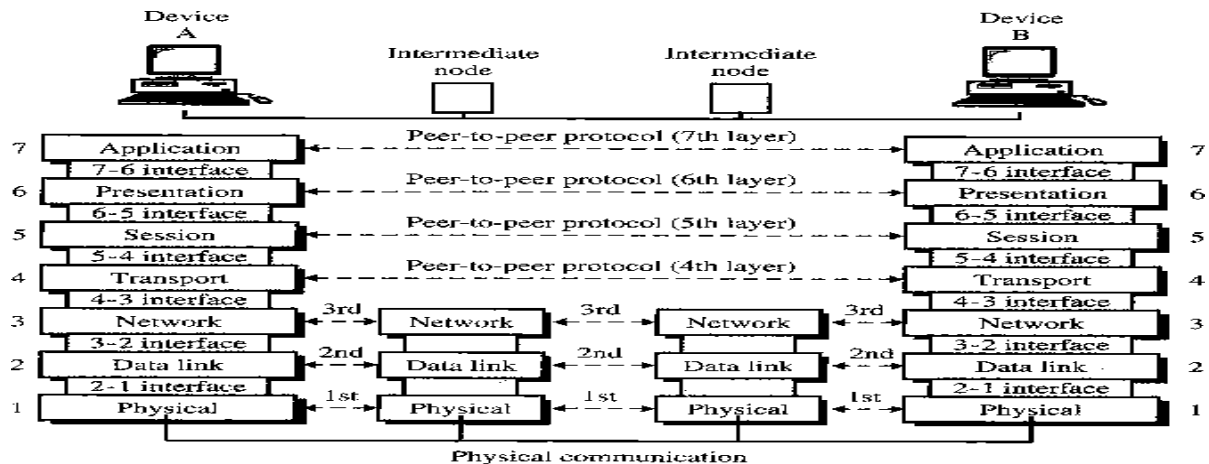 Device
A
Intermediate
node
Intermediate
node
Device
B
Peer-to-peer protocol (7th layer)
7 Application Application 7
7-6 interface 7-6 interface
Peer-to-peer protocol (6th layer)
6 Presentation Presentation 6
6-5 interface 6-5 interface
Peer-to-peer protocol (5th layer)
5 Session Session 5
5-4 interface 5-4 interface
Peer-to-peer protocol (4th layer)
4 Transport Transport 4
4-3 interface 4-3 interface
3 Network 3rd Network 3rd Network 3rd Network 3
3-2 interface 3-2 interface
2 Data link 2nd Data link 2nd Data link 2nd Data link 2
2-1 interface 2-1 interface
1 Physical 1st Physical 1st Physical 1st Physical 1
Physical communication